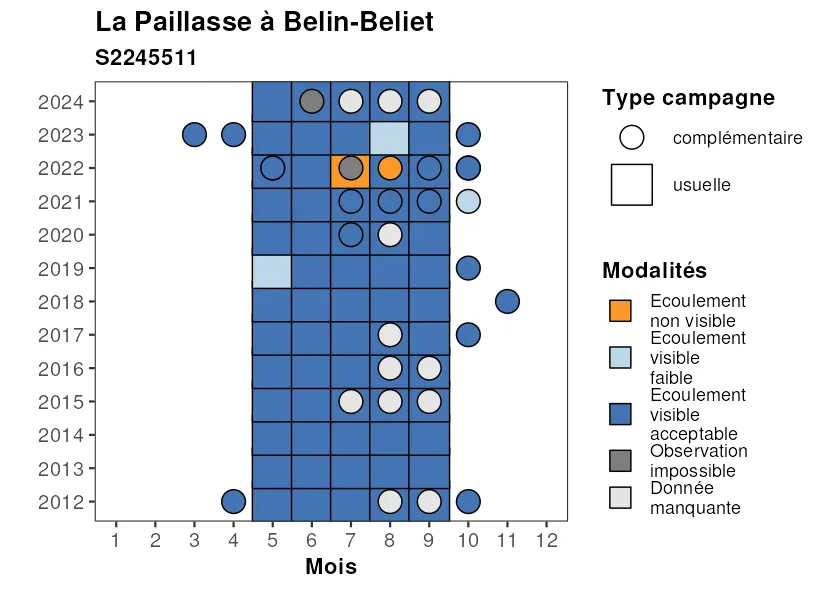 La Paillasse à Belin-Beliet
S2245511
2024
2023
2022
2021
2020
2019
2018
2017
2016
2015
2014
2013
2012
1 2 3 4 5 6 7 8 9 10 11 12
Mois
Type campagne
complémentaire
usuelle
Modalités
Ecoulement
non visible
Ecoulement
visible
faible
Ecoulement
visible
acceptable
Observation
impossible
Donnée
manquante